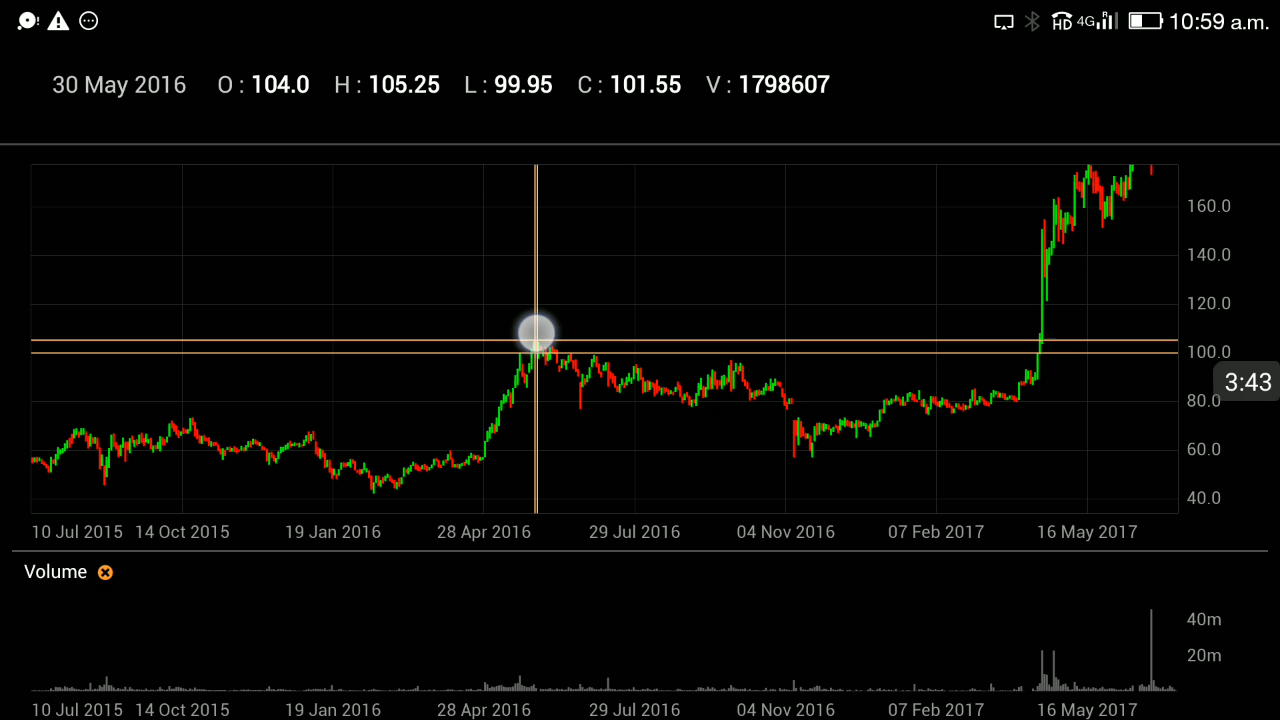 HD 4G R 10:59 a.m.
30 May 2016 O : 104.0 H : 105.25 L : 99.95 C : 101.55 V : 1798607
160.0
140.0
120.0
100.0
3:43
80.0
60.0
40.0
10 Jul 2015 14 Oct 2015 19 Jan 2016 28 Apr 2016 29 Jul 2016 04 Nov 2016 07 Feb 2017 16 May 2017
Volume
40m
20m
10 Jul 2015 14 Oct 2015 19 Jan 2016 28 Apr 2016 29 Jul 2016 04 Nov 2016 07 Feb 2017 16 May 2017